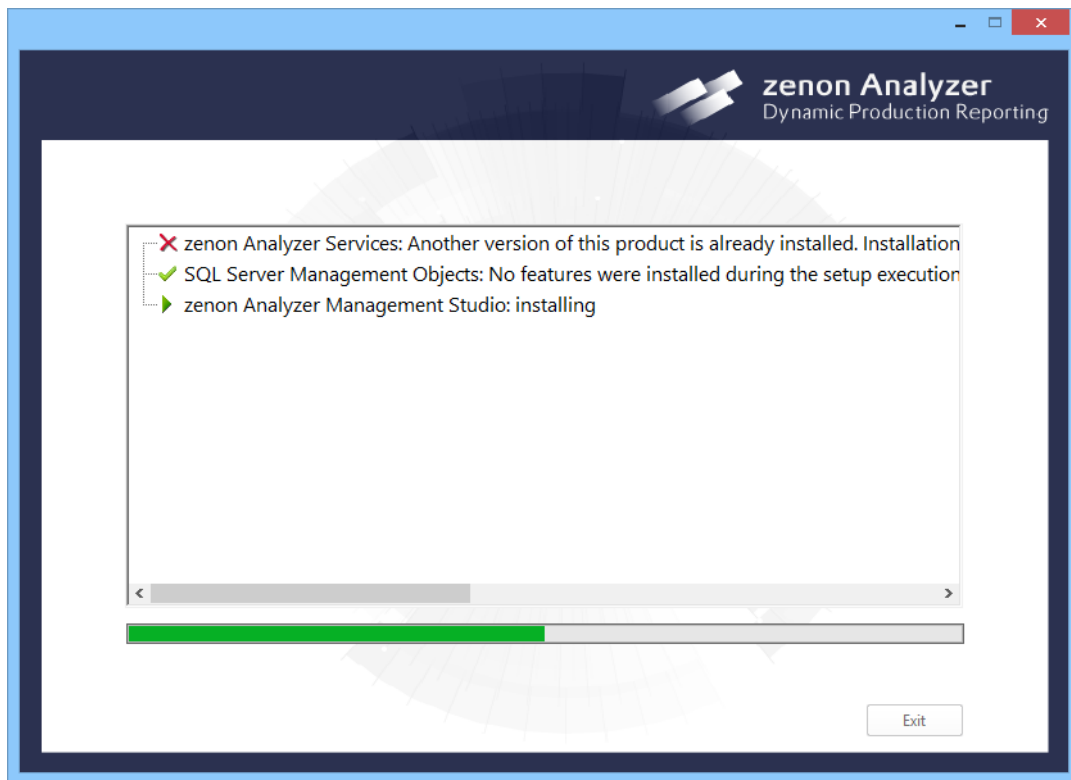 zenon Analyzer
Dynamic Production Reporting
zenon Analyzer Services: Another version of this product is already installed. Installation
SQL Server Management Objects: No features were installed during the setup execution
zenon Analyzer Management Studio: installing
Exit